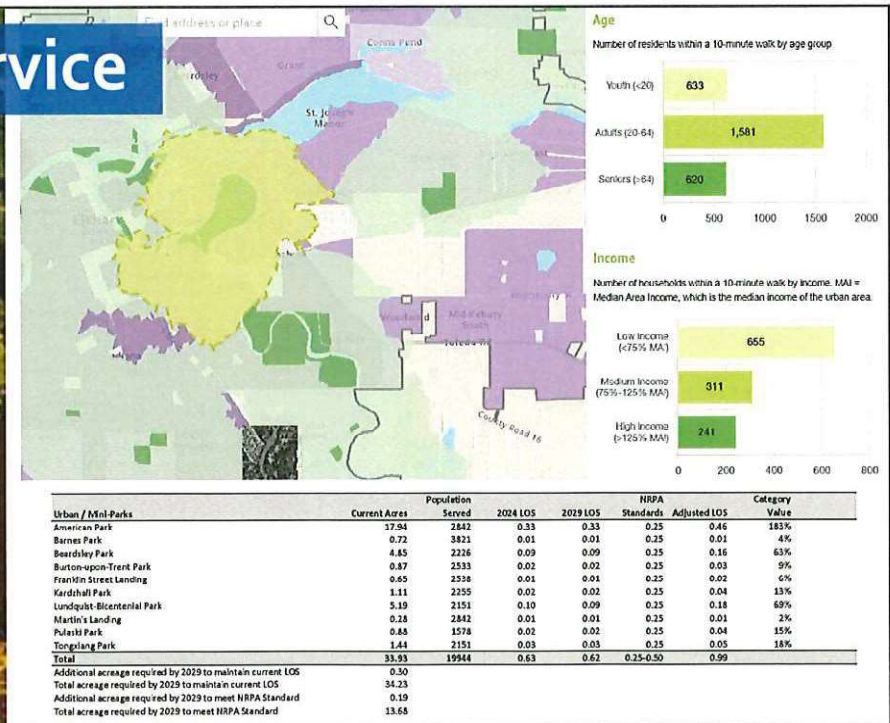 rvice
Find address or place
Conns Pond
Grant
rdsley
St. Joseph
Manor
Middlebury
South
Toledo Rd
County Road 16
Age
Number of residents within a 10-minute walk by age group
Youth (<20)
633
Adults (20-64)
1,581
Seniors (>64)
620
0 500 1000 1500 2000
Income
Number of households within a 10-minute walk by income. MAI =
Median Area Income, which is the median income of the urban area.
Low Income
(<75% MAI)
655
Medium Income
(75%-125% MAI)
311
High Income
(>125% MAI)
241
0 200 400 600 800
Population NRPA Category
Urban / Mini-Parks Current Acres Served 2024 LOS 2029 LOS Standards Adjusted LOS Value
American Park 17.94 2842 0.33 0.33 0.25 0.46 183%
Barnes Park 0.72 3821 0.01 0.01 0.25 0.01 4%
Beardsley Park 4.85 2226 0.09 0.09 0.25 0.16 63%
Burton-upon-Trent Park 0.87 2533 0.02 0.02 0.25 0.03 9%
Franklin Street Landing 0.65 2538 0.01 0.01 0.25 0.02 6%
Kardzhali Park 1.11 2255 0.02 0.02 0.25 0.04 13%
Lundquist-Bicentenial Park 5.19 2151 0.10 0.09 0.25 0.18 69%
Martin's Landing 0.28 2842 0.01 0.01 0.25 0.01 2%
Pulaski Park 0.88 1578 0.02 0.02 0.25 0.04 15%
Tongxiang Park 1.44 2151 0.03 0.03 0.25 0.05 18%
Total 33.93 19944 0.63 0.62 0.25-0.50 0.99
Additional acreage required by 2029 to maintain current LOS 0.30
Total acreage required by 2029 to maintain current LOS 34.23
Additional acreage required by 2029 to meet NRPA Standard 0.19
Total acreage required by 2029 to meet NRPA Standard 13.68